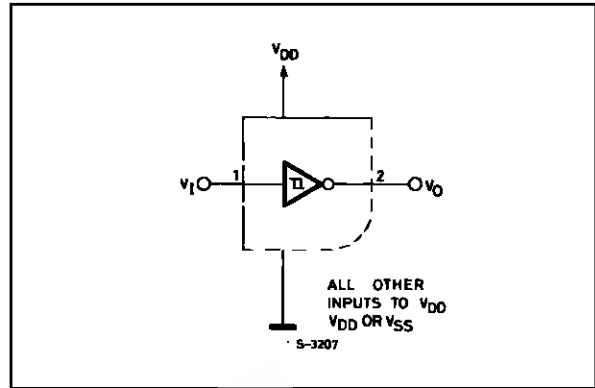 VDD
VI
1
2
VO
ALL OTHER
INPUTS TO VDD
VDD OR VSS
S-3207